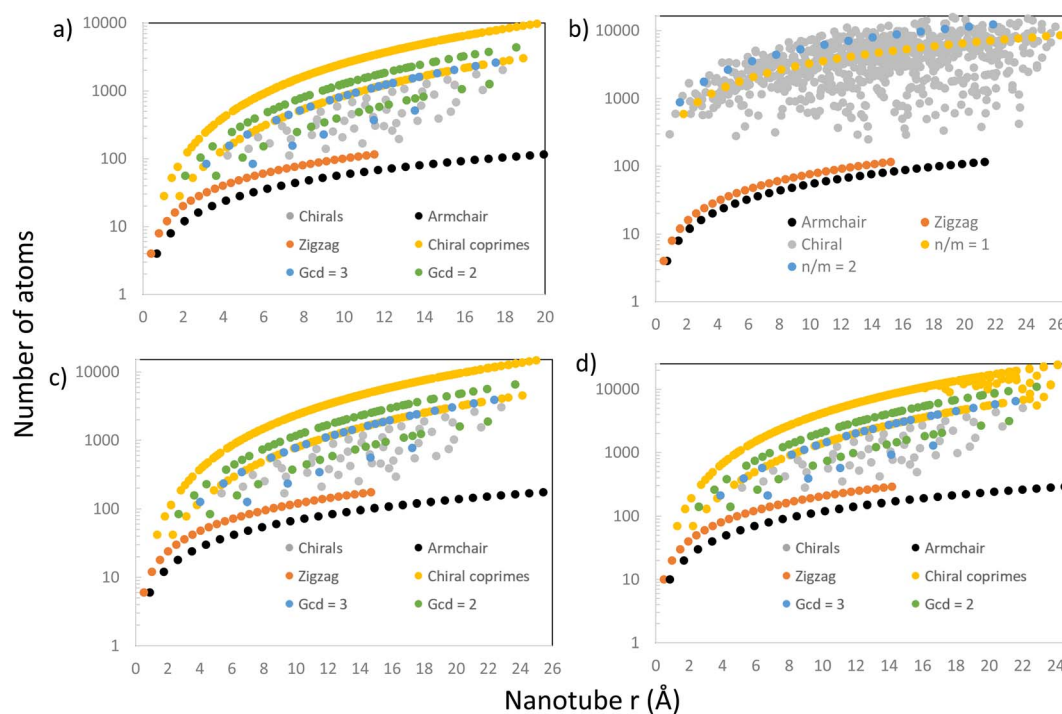 a)
10000
1000
100
10
1
0 2 4 6 8 10 12 14 16 18 20
Chirals
Armchair
Zigzag
Chiral coprimes
Gcd = 3
Gcd = 2
b)
10000
1000
100
10
1
0 2 4 6 8 10 12 14 16 18 20 22 24 26
Armchair
Zigzag
Chiral
n/m = 1
n/m = 2
Number of atoms
c)
10000
1000
100
10
1
0 2 4 6 8 10 12 14 16 18 20 22 24 26
Chirals
Armchair
Zigzag
Chiral coprimes
Gcd = 3
Gcd = 2
d)
10000
1000
100
10
1
0 2 4 6 8 10 12 14 16 18 20 22 24
Chirals
Armchair
Zigzag
Chiral coprimes
Gcd = 3
Gcd = 2
Nanotube r (Å)